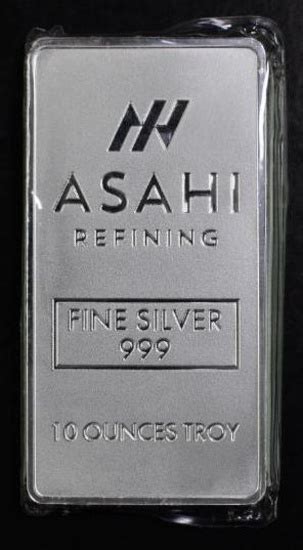 ASAHI
REFINING
FINE SILVER
999
10 OUNCES TROY